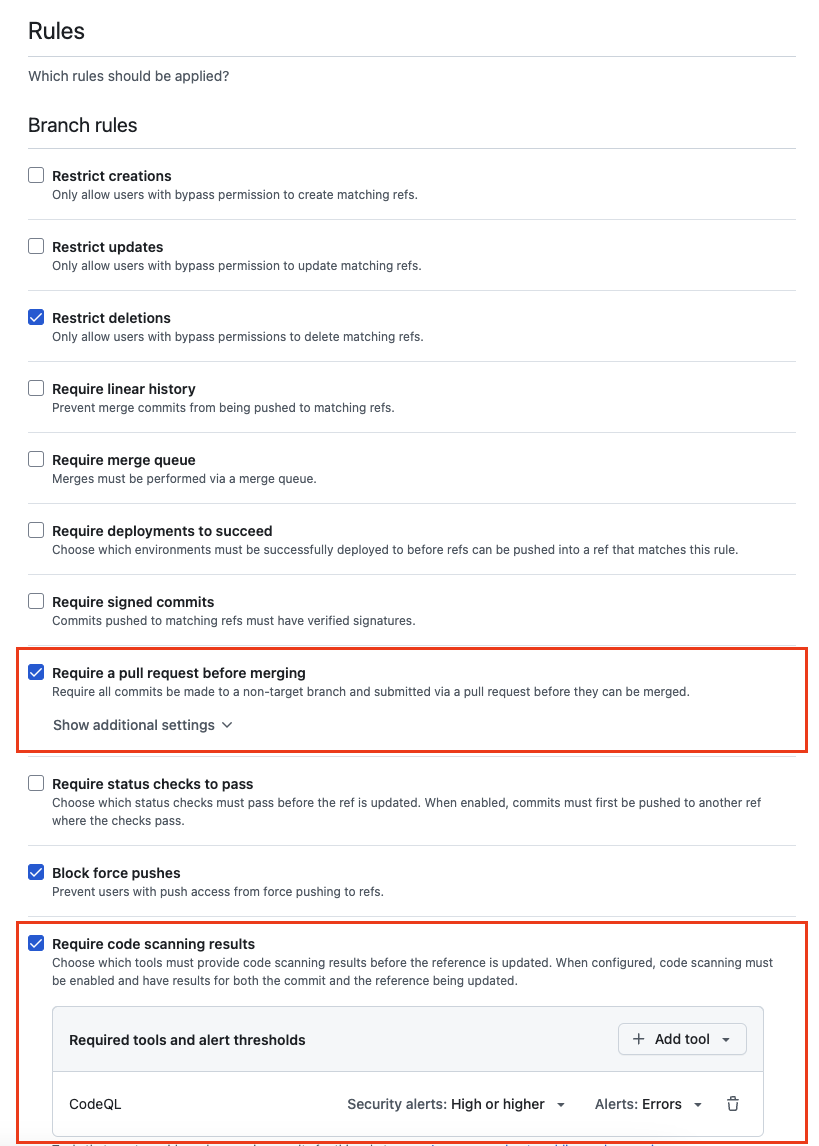 Rules
Which rules should be applied?
Branch rules
Restrict creations
Only allow users with bypass permission to create matching refs.
Restrict updates
Only allow users with bypass permission to update matching refs.
Restrict deletions
Only allow users with bypass permissions to delete matching refs.
Require linear history
Prevent merge commits from being pushed to matching refs.
Require merge queue
Merges must be performed via a merge queue.
Require deployments to succeed
Choose which environments must be successfully deployed to before refs can be pushed into a ref that matches this rule.
Require signed commits
Commits pushed to matching refs must have verified signatures.
Require a pull request before merging
Require all commits be made to a non-target branch and submitted via a pull request before they can be merged.
Show additional settings
Require status checks to pass
Choose which status checks must pass before the ref is updated. When enabled, commits must first be pushed to another ref
where the checks pass.
Block force pushes
Prevent users with push access from force pushing to refs.
Require code scanning results
Choose which tools must provide code scanning results before the reference is updated. When configured, code scanning must
be enabled and have results for both the commit and the reference being updated.
Required tools and alert thresholds
Add tool
CodeQL Security alerts: High or higher Alerts: Errors